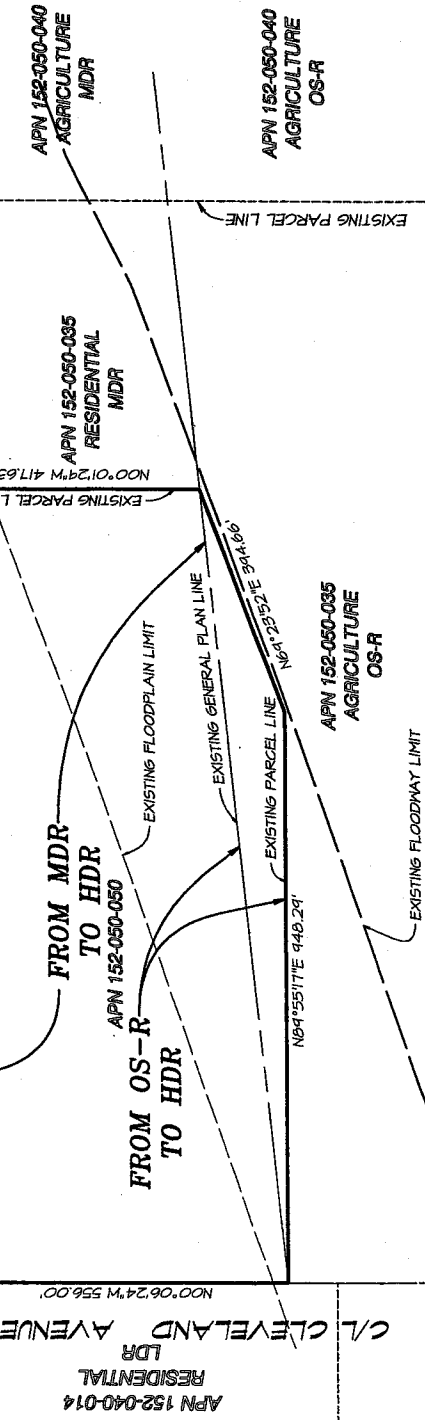 APN 152-050-040
AGRICULTURE
MDR
APN 152-050-040
AGRICULTURE
OS-R
EXISTING PARCEL LINE
APN 152-050-035
RESIDENTIAL
MDR
N00°01'24"W 417.63
EXISTING PARCEL L
FROM MDR
TO HDR
EXISTING FLOODPLAIN LIMIT
APN 152-050-050
FROM OS-R
TO HDR
EXISTING GENERAL PLAN LINE
N69°23'52"E 394.66'
EXISTING PARCEL LINE
N89°55'17"E 948.29'
APN 152-050-035
AGRICULTURE
OS-R
EXISTING FLOODWAY LIMIT
N00°06'24"W 556.00'
C/L CLEVELAND AVENUE
APN 152-040-014
RESIDENTIAL
LDR